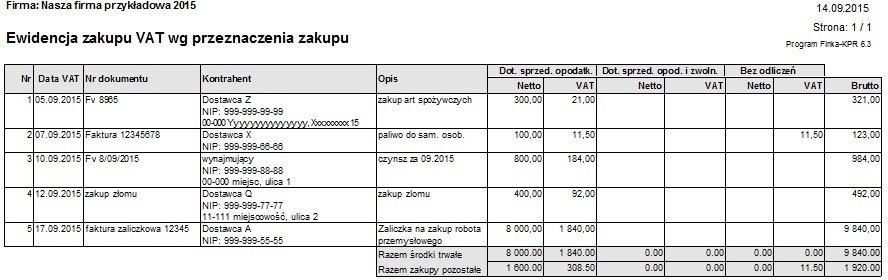 Firma: Nasza firma przykładowa 2015
14.09.2015
Strona: 1 / 1
Ewidencja zakupu VAT wg przeznaczenia zakupu
Program Finka-KPR 6.3
Nr Data VAT Nr dokumentu Kontrahent Opis Dot. sprzed. opodatk. Dot. sprzed. opod. i zwoln. Bez odliczeń Brutto
Netto VAT Netto VAT Netto VAT
1 05.09.2015 Fv 8965 Dostawca Z zakup art spożywczych 300,00 21,00 321,00
NIP: 999-999-99-99
00-000 Yyyyyyyyyyyyyyy, Xxxxxxxxx 15
2 07.09.2015 Faktura 12345678 Dostawca X paliwo do sam. osob. 100,00 11,50 11,50 123,00
NIP: 999-999-66-66
3 10.09.2015 Fv 8/09/2015 wynajmujący czynsz za 09.2015 800,00 184,00 984,00
NIP: 999-999-88-88
00-000 miejsc, ulica 1
4 12.09.2015 zakup złomu Dostawca Q zakup zlomu 400,00 92,00 492,00
NIP: 999-999-77-77
11-111 miejscowość, ulica 2
5 17.09.2015 faktura zaliczkowa 12345 Dostawca A Zaliczka na zakup robota 8 000,00 1 840,00 9 840,00
NIP: 999-999-55-55 przemysłowego
Razem środki trwałe 8 000.00 1 840.00 0.00 0.00 0.00 0.00 9 840.00
Razem zakupy pozostałe 1 600.00 308.50 0.00 0.00 0.00 11.50 1 920.00